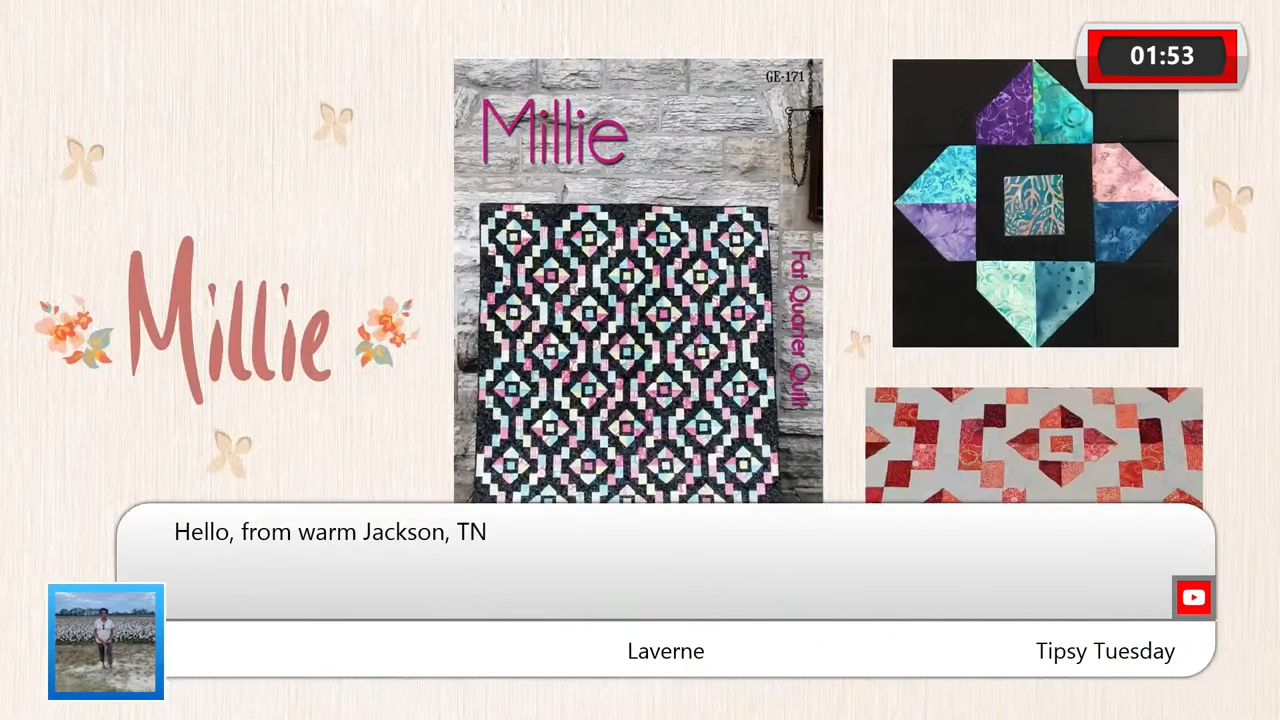 01:53
GE-171
Millie
Fat Quarter Quilt
Millie
Hello, from warm Jackson, TN
Laverne
Tipsy Tuesday